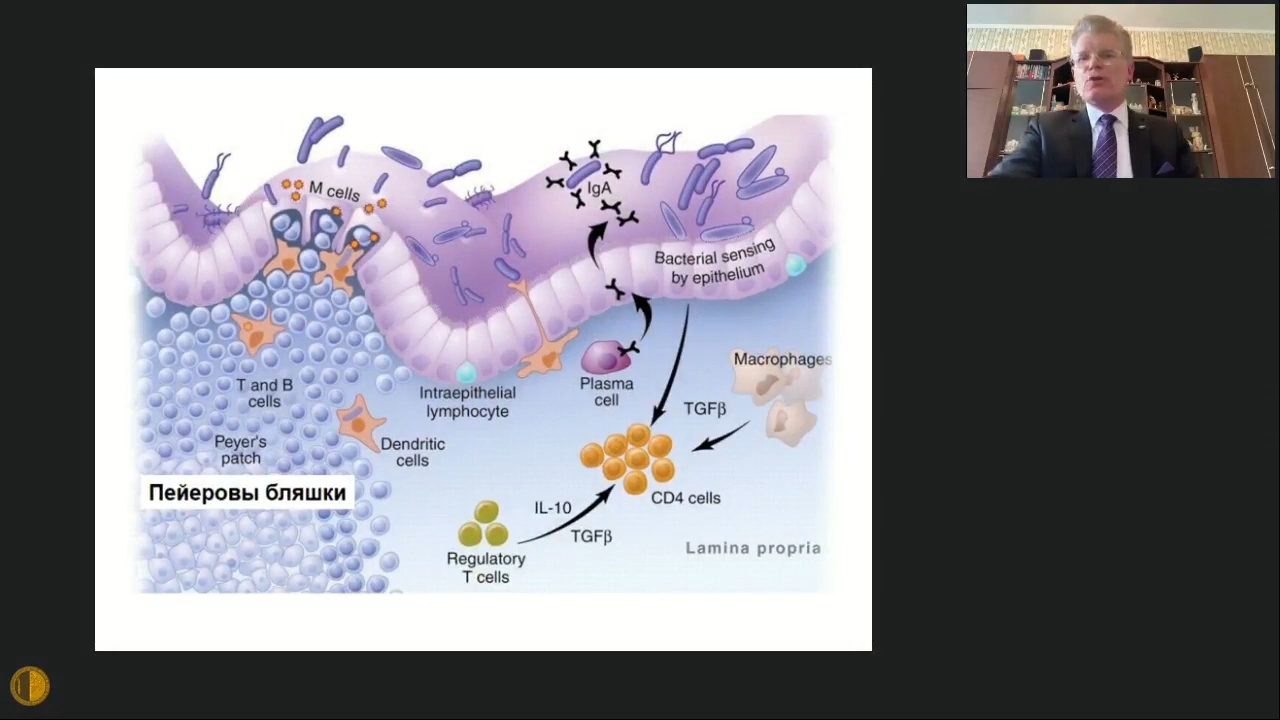 M cells
IgA
Bacterial sensing
by epithelium
Macrophages
T and B
cells
Intraepithelial
lymphocyte
Plasma
cell
TGFβ
Peyer's
patch
Dendritic
cells
Пейеровы бляшки
CD4 cells
IL-10
TGFβ
Regulatory
T cells
Lamina propria